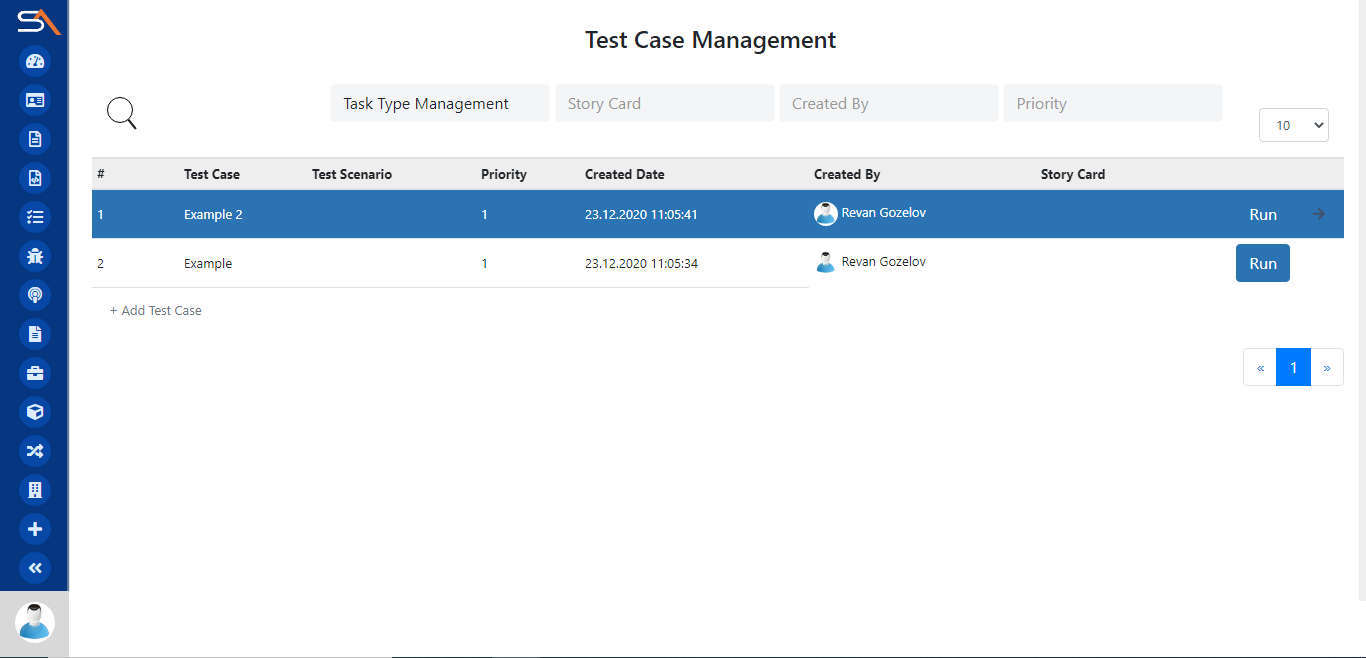 SA
Test Case Management
Task Type Management Story Card Created By Priority
10
# Test Case Test Scenario Priority Created Date Created By Story Card
1 Example 2 1 23.12.2020 11:05:41 Revan Gozelov Run →
2 Example 1 23.12.2020 11:05:34 Revan Gozelov Run
+ Add Test Case
« 1 »